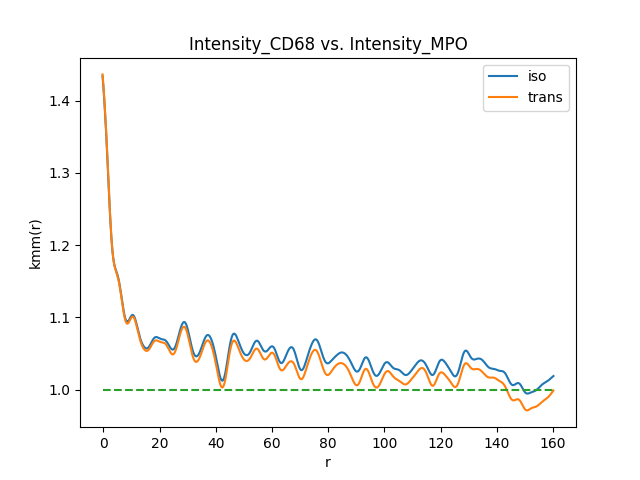 Intensity_CD68 vs. Intensity_MPO
iso
trans
kmm(r)
1.4
1.3
1.2
1.1
1.0
0 20 40 60 80 100 120 140 160
r